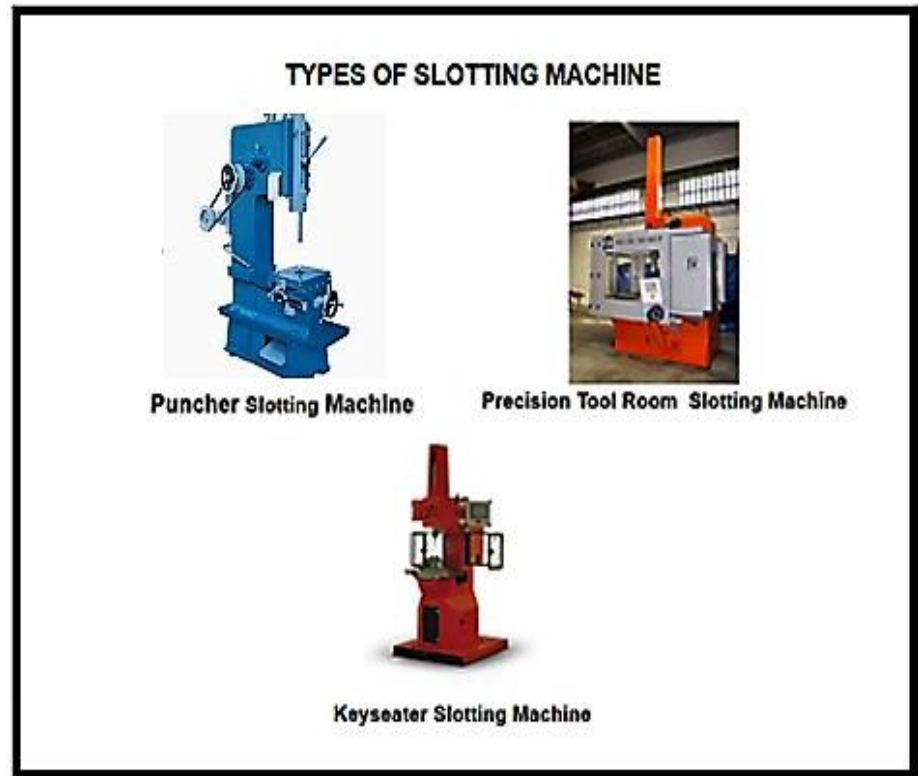 TYPES OF SLOTTING MACHINE
Puncher Slotting Machine
Precision Tool Room Slotting Machine
Keyseater Slotting Machine